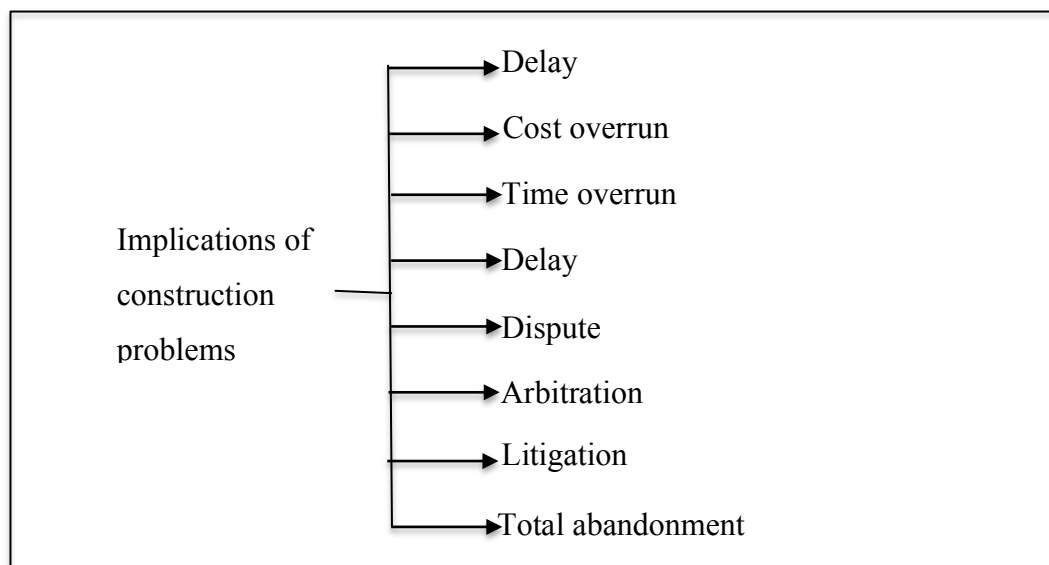 Implications of
construction
problems
Delay
Cost overrun
Time overrun
Delay
Dispute
Arbitration
Litigation
Total abandonment